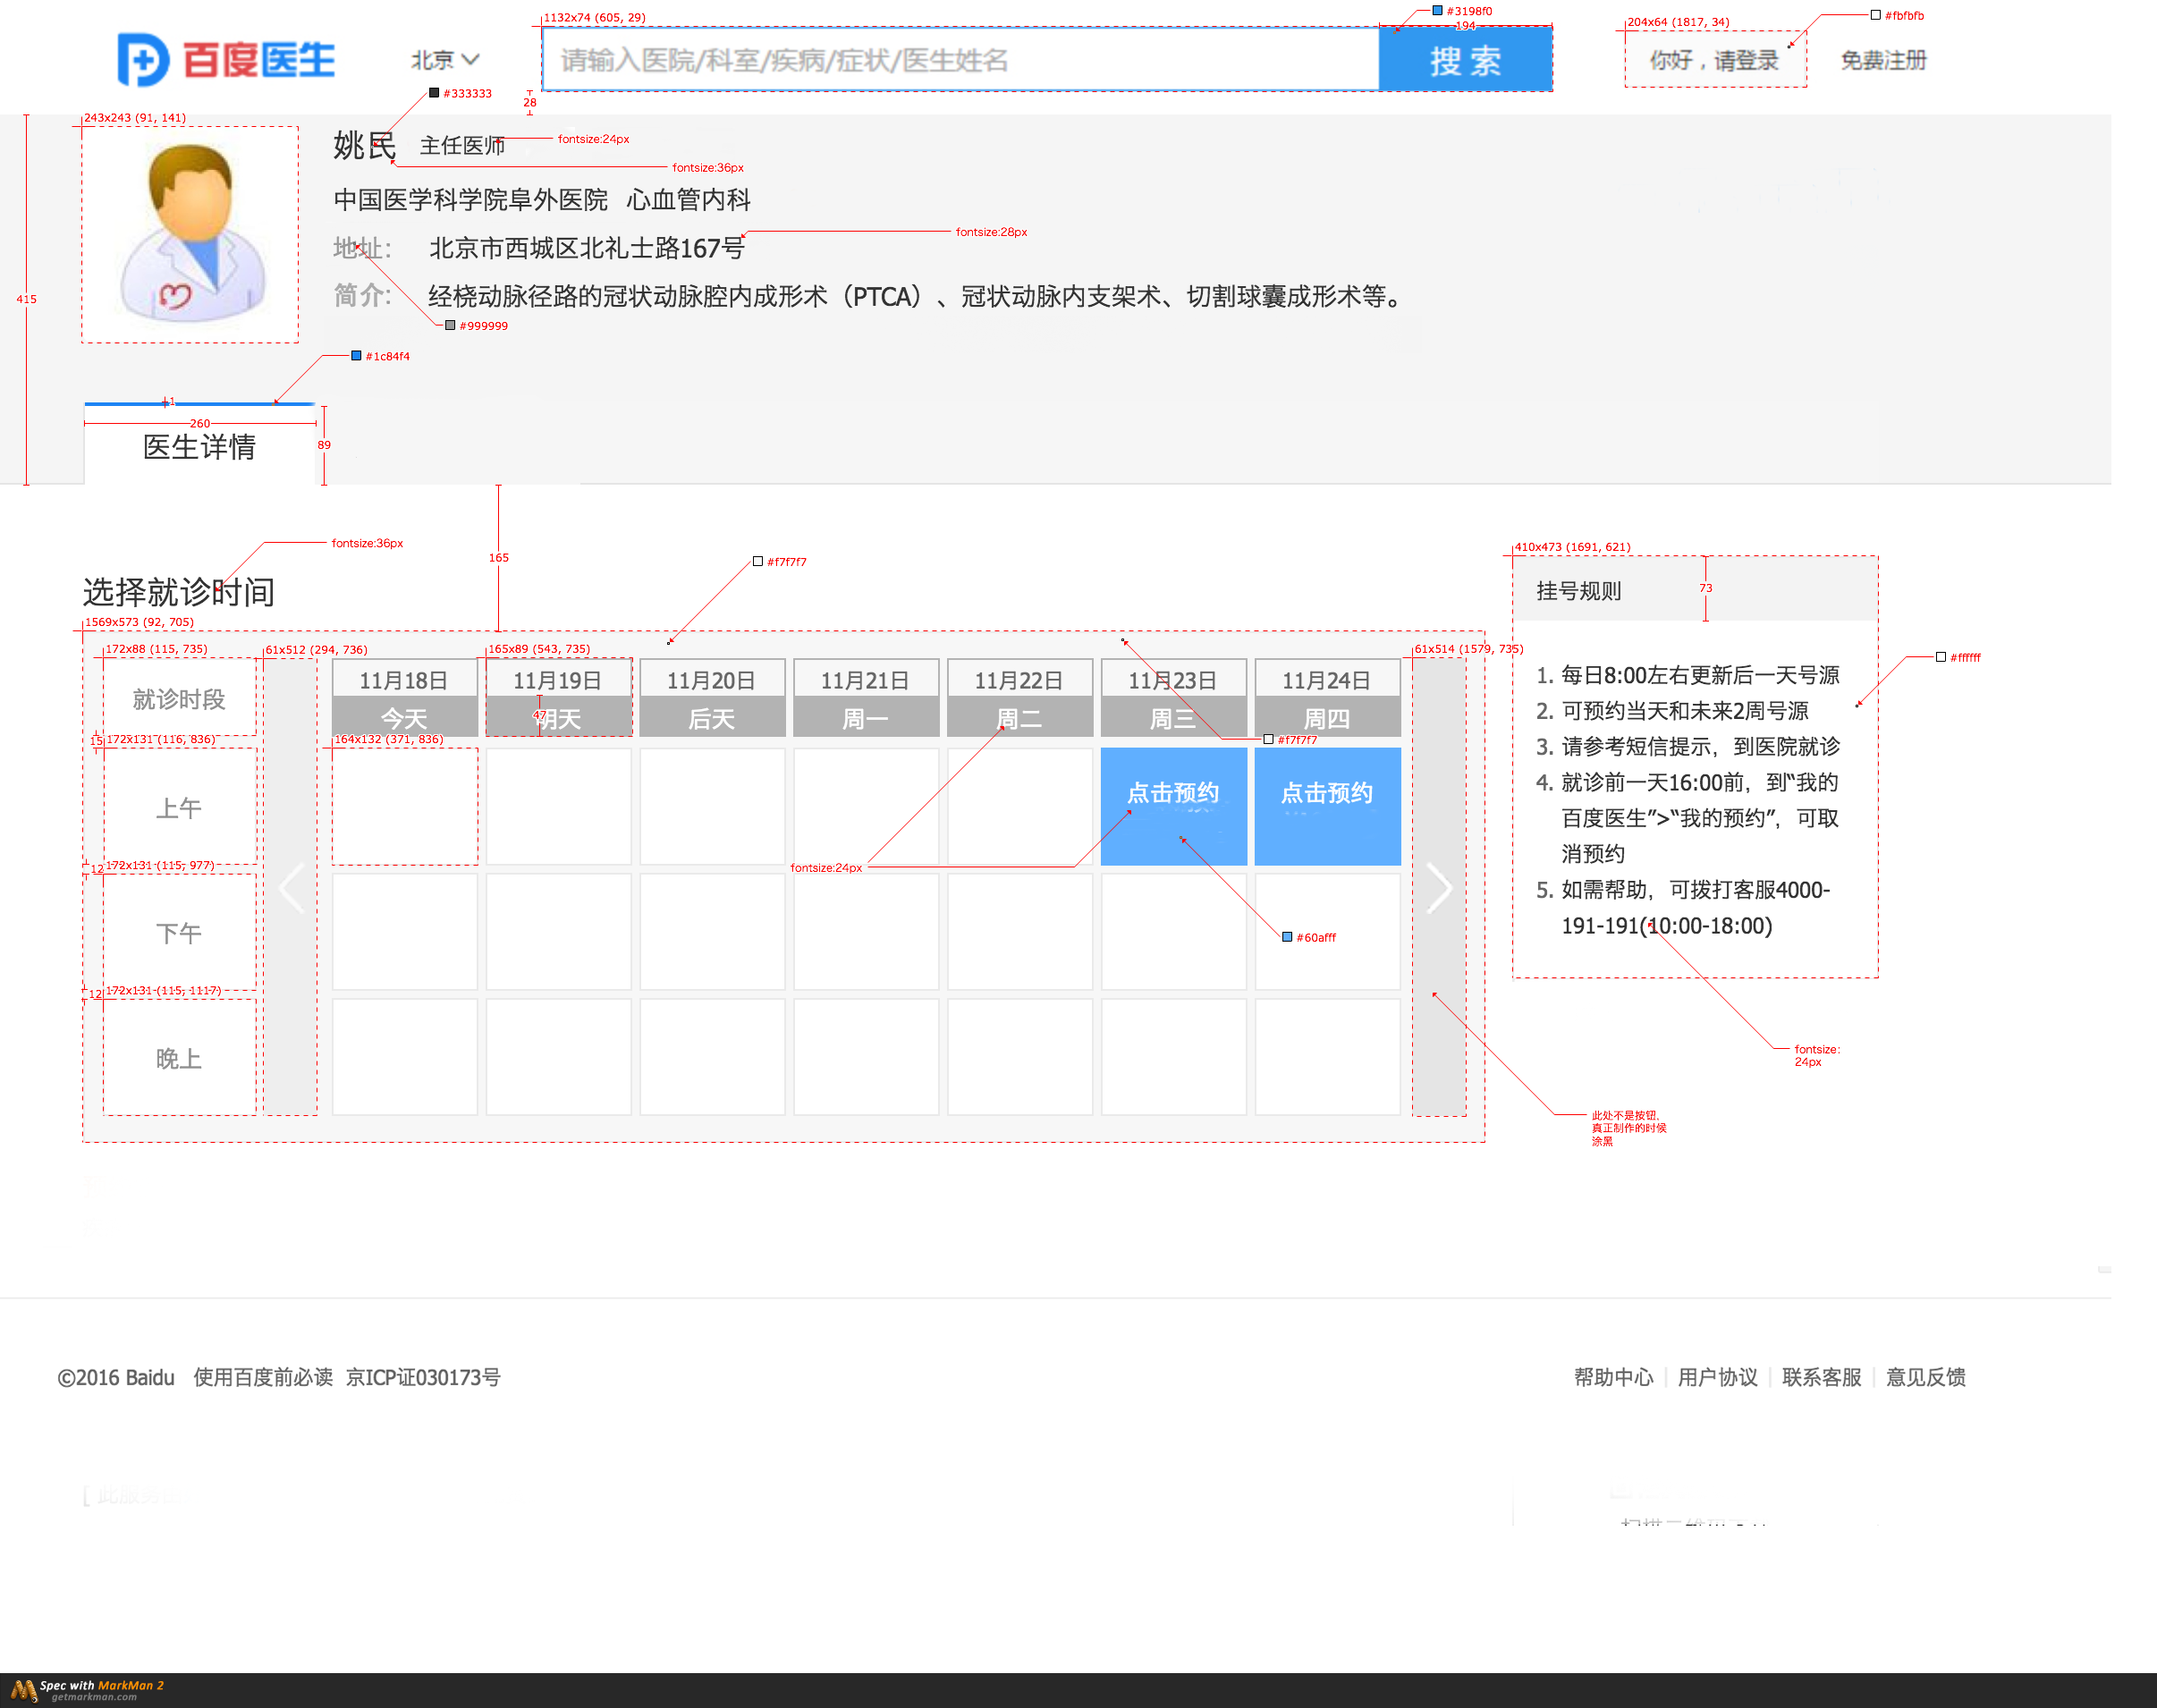 1132x74 (605, 29)
#3198f0
194
204x64 (1817, 34)
#fbfbfb
百度医生
北京
请输入医院/科室/疾病/症状/医生姓名
搜 索
你好，请登录
免费注册
#333333
28
243x243 (91, 141)
姚民 主任医师
fontsize:24px
fontsize:36px
中国医学科学院阜外医院 心血管内科
fontsize:28px
地址： 北京市西城区北礼士路167号
415
简介： 经桡动脉径路的冠状动脉腔内成形术（PTCA）、冠状动脉内支架术、切割球囊成形术等。
#999999
#1c84f4
1
260
89
医生详情
fontsize:36px
165
#f7f7f7
410x473 (1691, 621)
选择就诊时间
挂号规则
73
1569x573 (92, 705)
172x88 (115, 735)
61x512 (294, 736)
165x89 (543, 735)
61x514 (1579, 735)
就诊时段
11月18日 11月19日 11月20日 11月21日 11月22日 11月23日 11月24日
今天 明天 后天 周一 周二 周三 周四
47
#f7f7f7
15
172x131 (116, 836)
164x132 (371, 836)
上午
点击预约 点击预约
fontsize:24px
12
172x131 (115, 977)
下午
#60afff
12
172x131 (115, 1117)
晚上
#ffffff
1. 每日8:00左右更新后一天号源
2. 可预约当天和未来2周号源
3. 请参考短信提示，到医院就诊
4. 就诊前一天16:00前，到“我的
百度医生”>“我的预约”，可取
消预约
5. 如需帮助，可拨打客服4000-
191-191(10:00-18:00)
fontsize:
24px
此处不是按钮，
真正制作的时候
涂黑
©2016 Baidu 使用百度前必读 京ICP证030173号
帮助中心 | 用户协议 | 联系客服 | 意见反馈
Spec with MarkMan 2
getmarkman.com